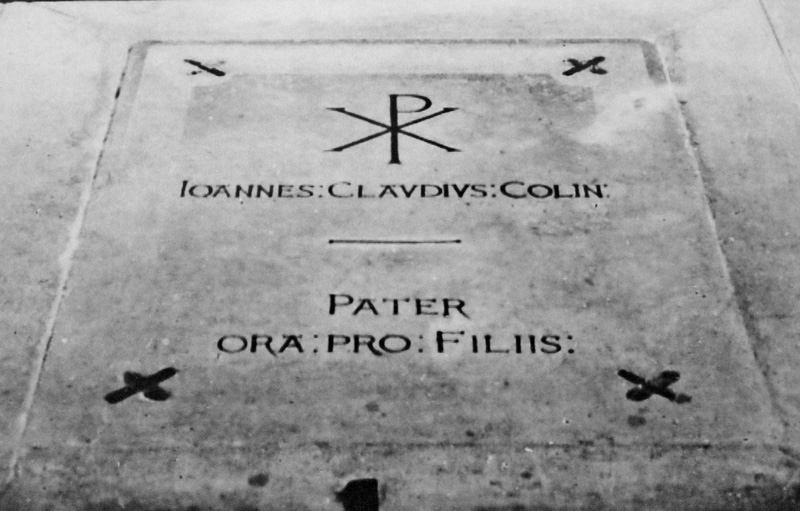 ☧
IOANNES:CLAVDIVS:COLIN:
PATER
ORA:PRO:FILIIS: